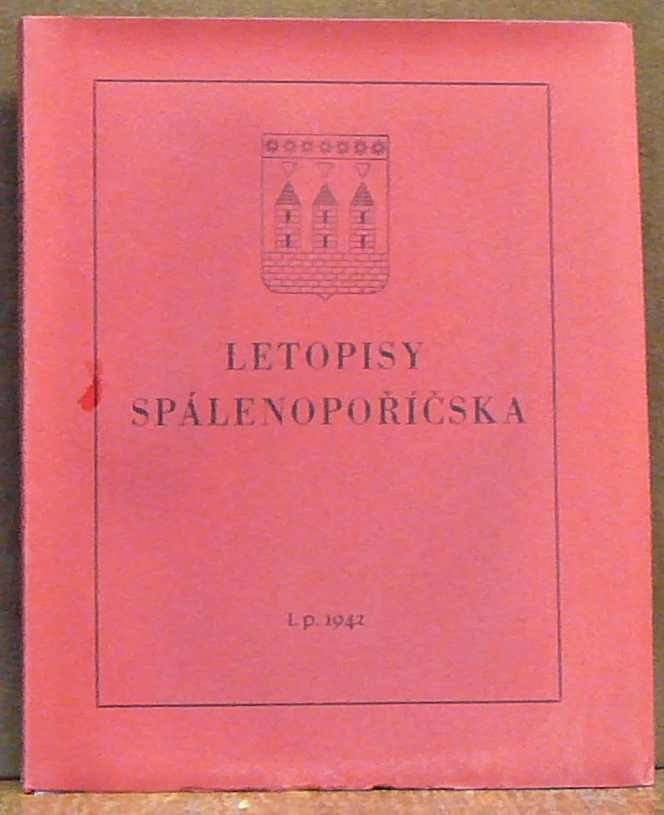 LETOPISY
SPÁLENOPOŘÍČSKA
l. p. 1942